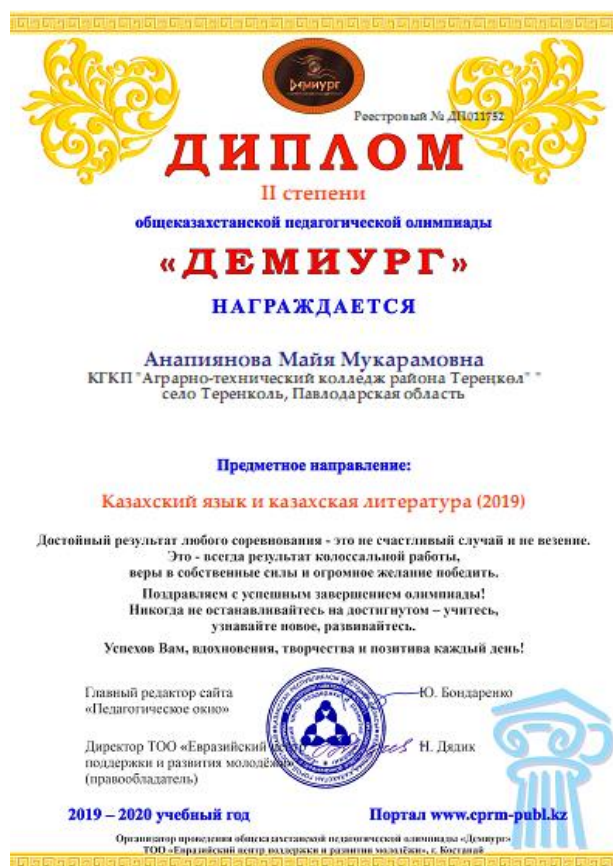 Демиург
Реестровый № ДП011752
ДИПЛОМ
II степени
общеказахстанской педагогической олимпиады
«ДЕМИУРГ»
НАГРАЖДАЕТСЯ
Анапиянова Майя Мукарамовна
КГКП "Аграрно-технический колледж района Тереңкөл" "
село Теренколь, Павлодарская область
Предметное направление:
Казахский язык и казахская литература (2019)
Достойный результат любого соревнования - это не счастливый случай и не везение.
Это - всегда результат колоссальной работы,
веры в собственные силы и огромное желание победить.
Поздравляем с успешным завершением олимпиады!
Никогда не останавливайтесь на достигнутом – учитесь,
узнавайте новое, развивайтесь.
Успехов Вам, вдохновения, творчества и позитива каждый день!
Главный редактор сайта
«Педагогическое окно»
Ю. Бондаренко
Директор ТОО «Евразийский центр
поддержки и развития молодёжи»
(правообладатель)
Н. Дядик
2019 – 2020 учебный год
Портал www.cprm-publ.kz
Организатор проведения общеказахстанской педагогической олимпиады «Демиург»
ТОО «Евразийский центр поддержки и развития молодёжи», г. Костанай